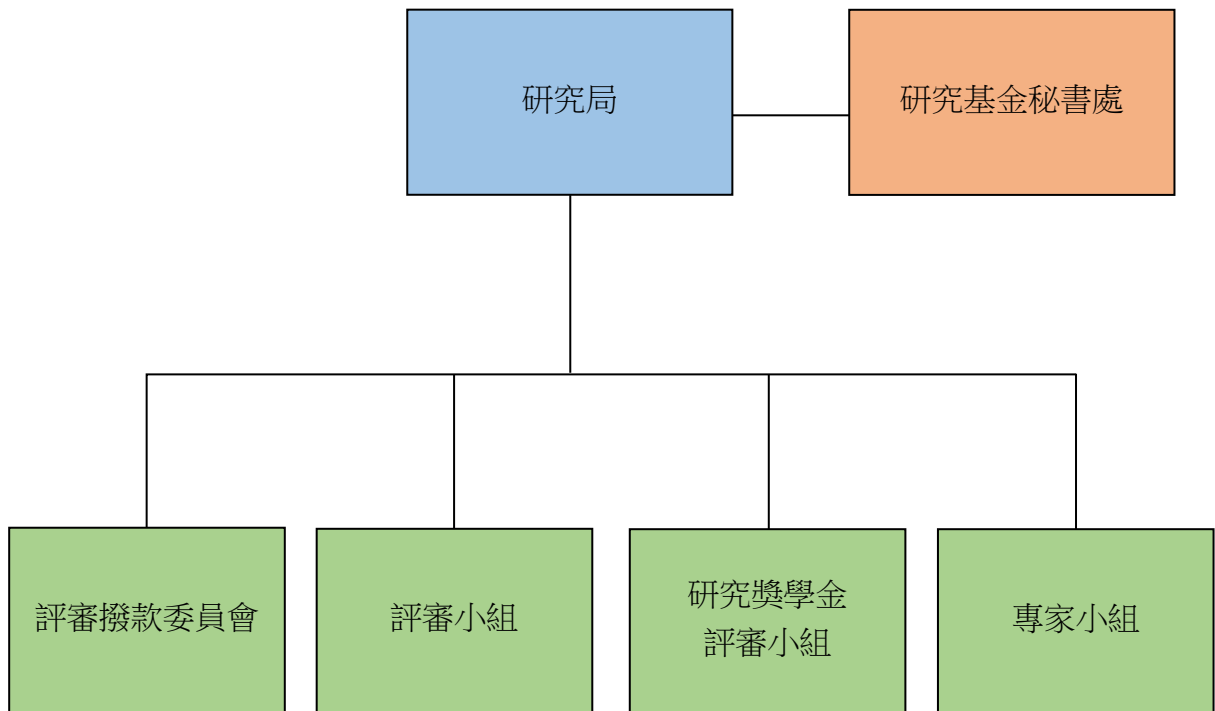 研究局
研究基金秘書處
評審撥款委員會
評審小組
研究獎學金
評審小組
專家小組